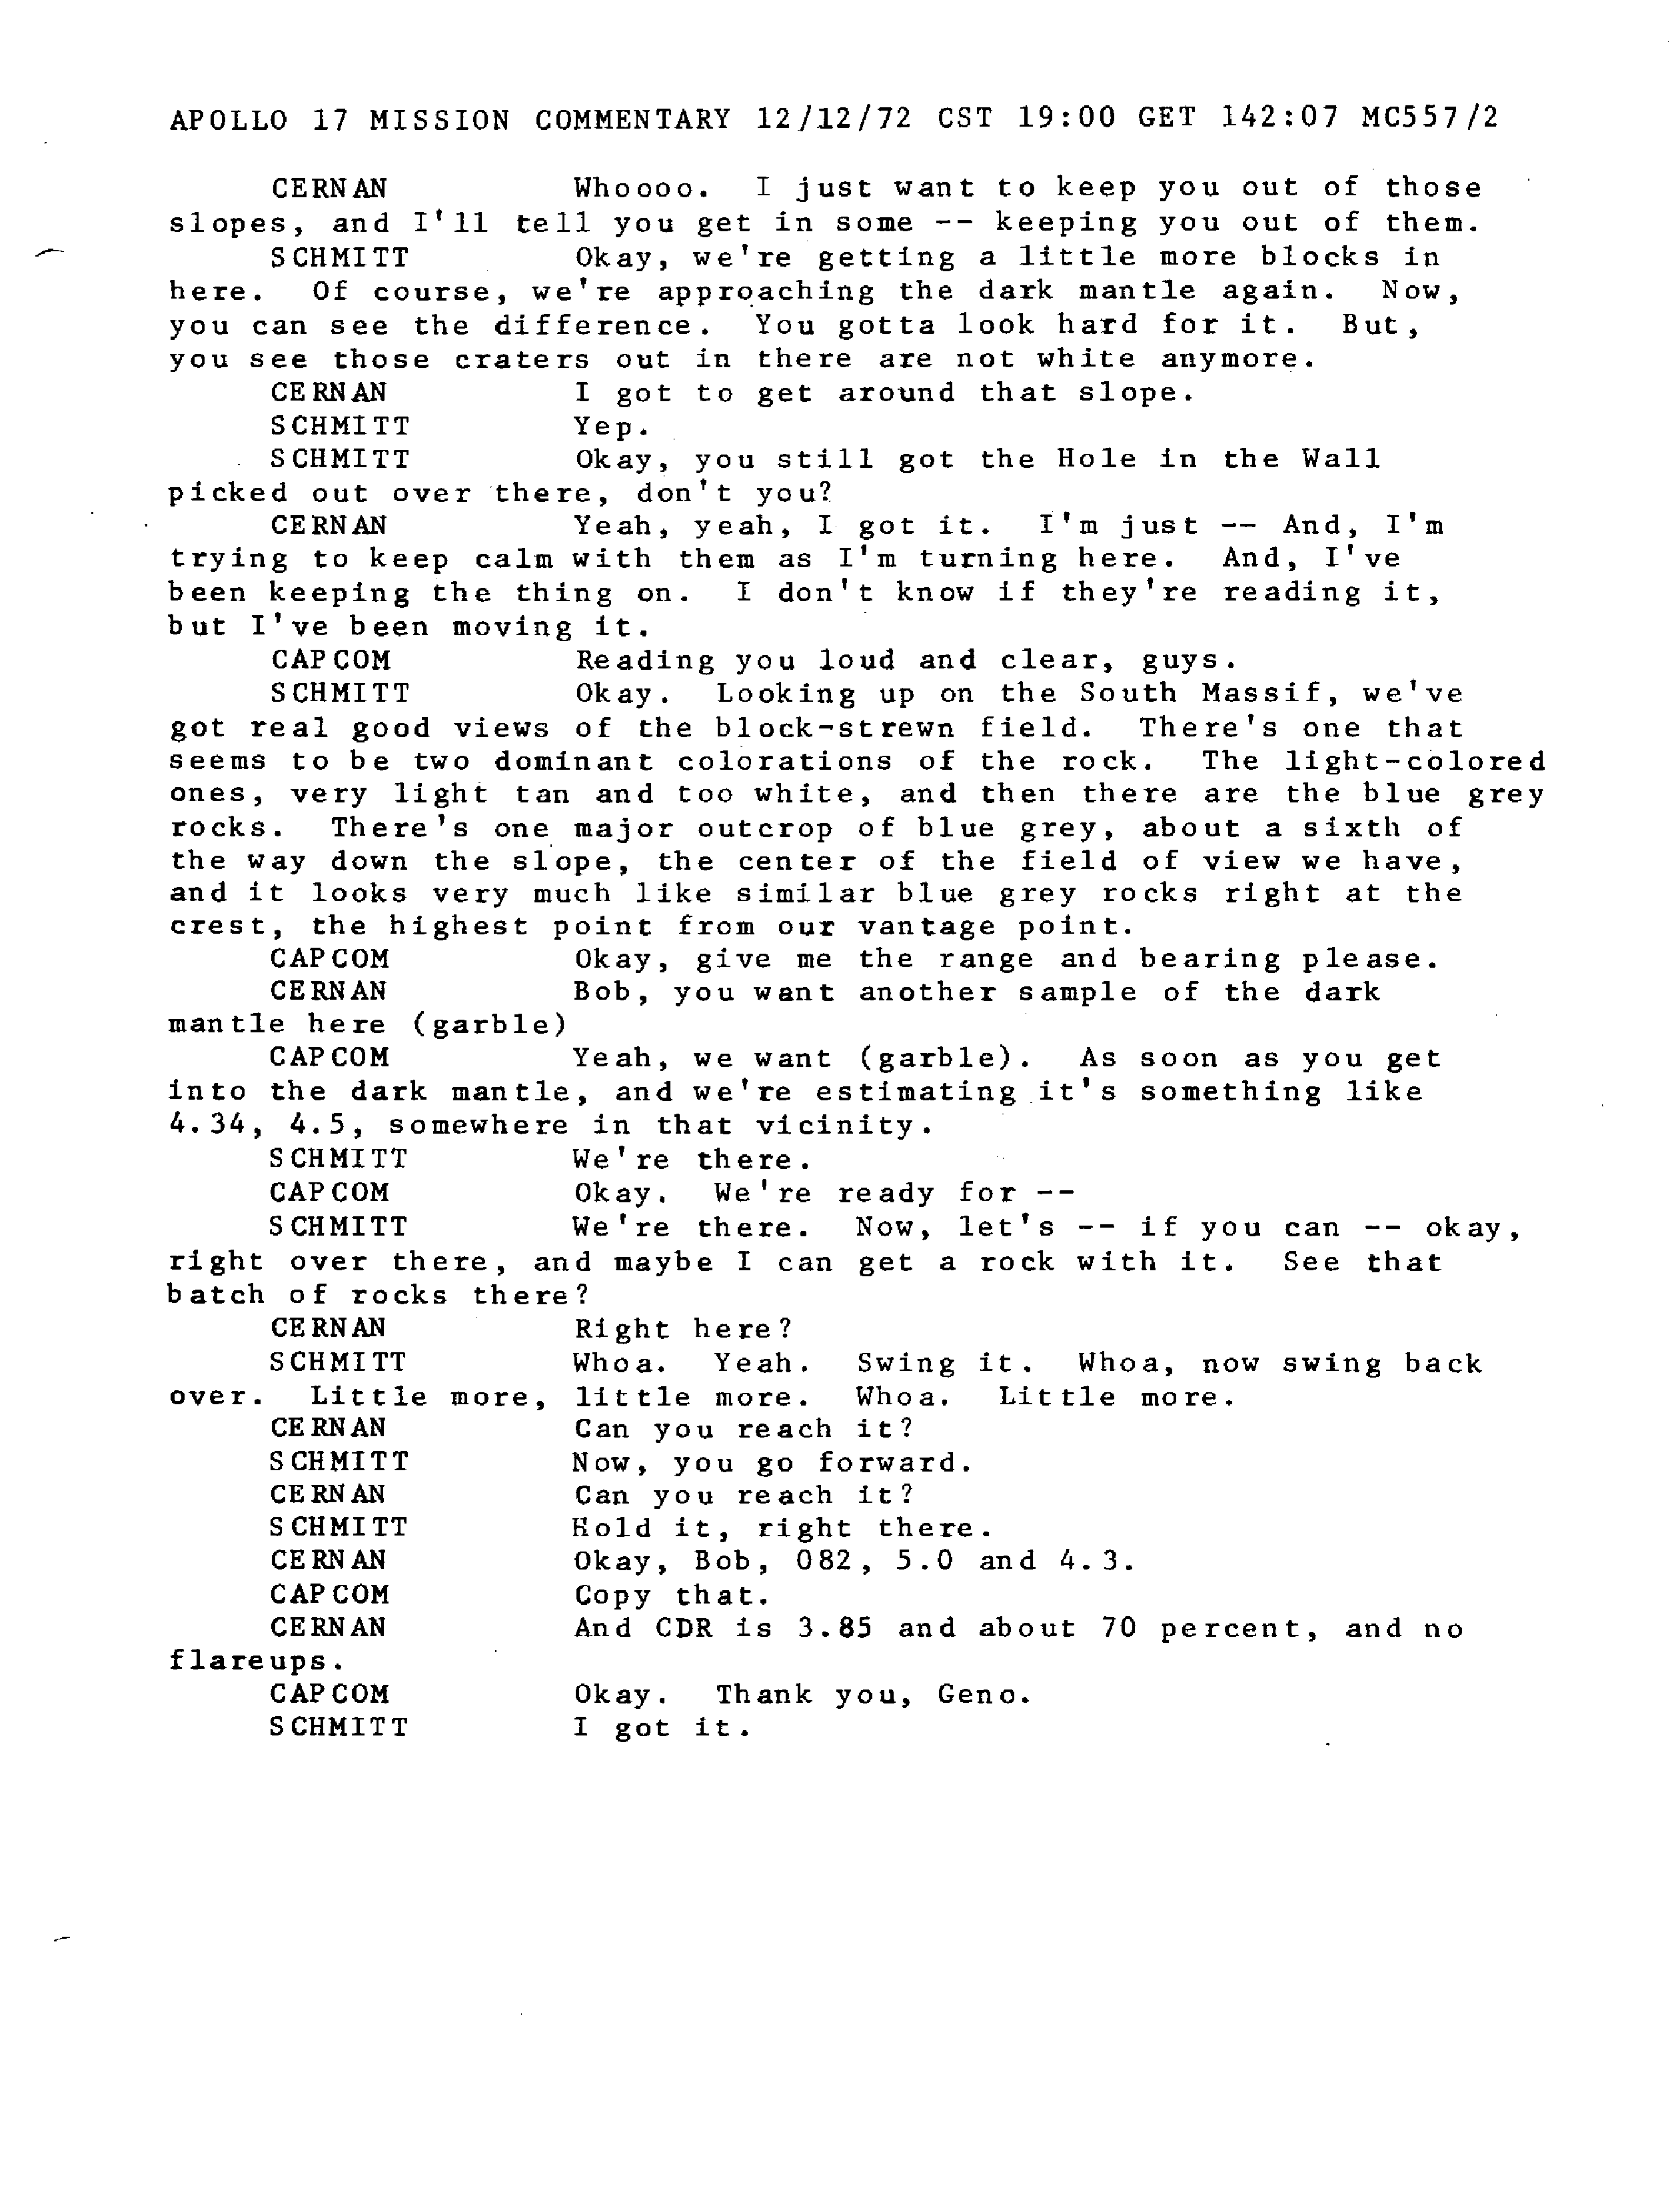 APOLLO 17 MISSION COMMENTARY 12/12/72 CST 19:00 GET 142:07 MC557/2
CERNAN Whoooo. I just want to keep you out of those
slopes, and I'll tell you get in some -- keeping you out of them.
SCHMITT Okay, we're getting a little more blocks in
here. Of course, we're approaching the dark mantle again. Now,
you can see the difference. You gotta look hard for it. But,
you see those craters out in there are not white anymore.
CERNAN I got to get around that slope.
SCHMITT Yep.
SCHMITT Okay, you still got the Hole in the Wall
picked out over there, don't you?
CERNAN Yeah, yeah, I got it. I'm just -- And, I'm
trying to keep calm with them as I'm turning here. And, I've
been keeping the thing on. I don't know if they're reading it,
but I've been moving it.
CAPCOM Reading you loud and clear, guys.
SCHMITT Okay. Looking up on the South Massif, we've
got real good views of the block-strewn field. There's one that
seems to be two dominant colorations of the rock. The light-colored
ones, very light tan and too white, and then there are the blue grey
rocks. There's one major outcrop of blue grey, about a sixth of
the way down the slope, the center of the field of view we have,
and it looks very much like similar blue grey rocks right at the
crest, the highest point from our vantage point.
CAPCOM Okay, give me the range and bearing please.
CERNAN Bob, you want another sample of the dark
mantle here (garble)
CAPCOM Yeah, we want (garble). As soon as you get
into the dark mantle, and we're estimating it's something like
4.34, 4.5, somewhere in that vicinity.
SCHMITT We're there.
CAPCOM Okay. We're ready for --
SCHMITT We're there. Now, let's -- if you can -- okay,
right over there, and maybe I can get a rock with it. See that
batch of rocks there?
CERNAN Right here?
SCHMITT Whoa. Yeah. Swing it. Whoa, now swing back
over. Little more, little more. Whoa. Little more.
CERNAN Can you reach it?
SCHMITT Now, you go forward.
CERNAN Can you reach it?
SCHMITT Hold it, right there.
CERNAN Okay, Bob, 082, 5.0 and 4.3.
CAPCOM Copy that.
CERNAN And CDR is 3.85 and about 70 percent, and no
flareups.
CAPCOM Okay. Thank you, Geno.
SCHMITT I got it.